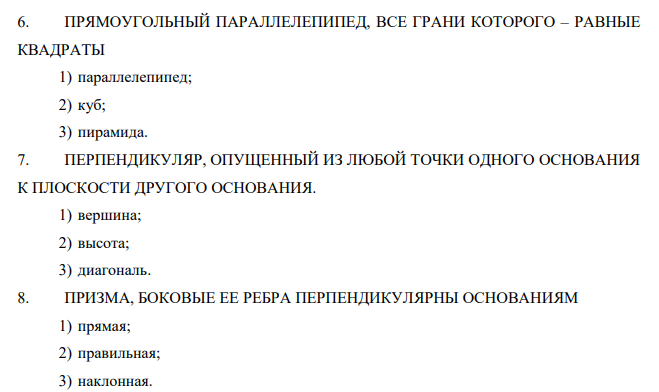 6. ПРЯМОУГОЛЬНЫЙ ПАРАЛЛЕЛЕПИПЕД, ВСЕ ГРАНИ КОТОРОГО – РАВНЫЕ
КВАДРАТЫ
1) параллелепипед;
2) куб;
3) пирамида.
7. ПЕРПЕНДИКУЛЯР, ОПУЩЕННЫЙ ИЗ ЛЮБОЙ ТОЧКИ ОДНОГО ОСНОВАНИЯ
К ПЛОСКОСТИ ДРУГОГО ОСНОВАНИЯ.
1) вершина;
2) высота;
3) диагональ.
8. ПРИЗМА, БОКОВЫЕ ЕЕ РЕБРА ПЕРПЕНДИКУЛЯРНЫ ОСНОВАНИЯМ
1) прямая;
2) правильная;
3) наклонная.